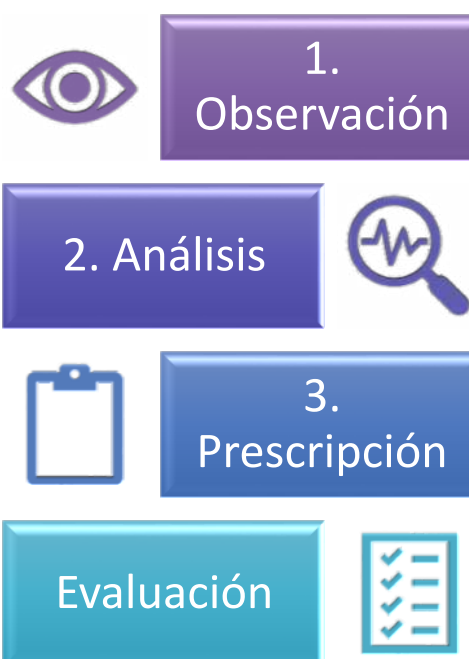 1.
Observación
2. Análisis
3.
Prescripción
Evaluación